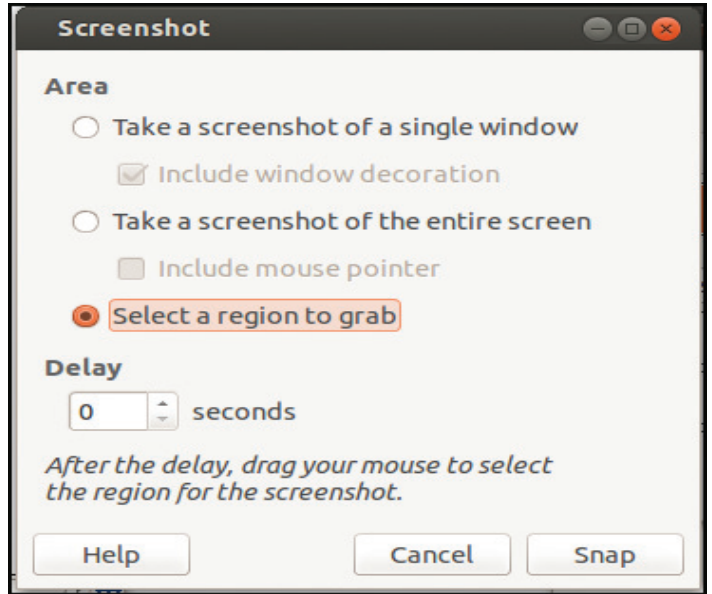 Screenshot
Area
Take a screenshot of a single window
Include window decoration
Take a screenshot of the entire screen
Include mouse pointer
Select a region to grab
Delay
0 seconds
After the delay, drag your mouse to select
the region for the screenshot.
Help Cancel Snap